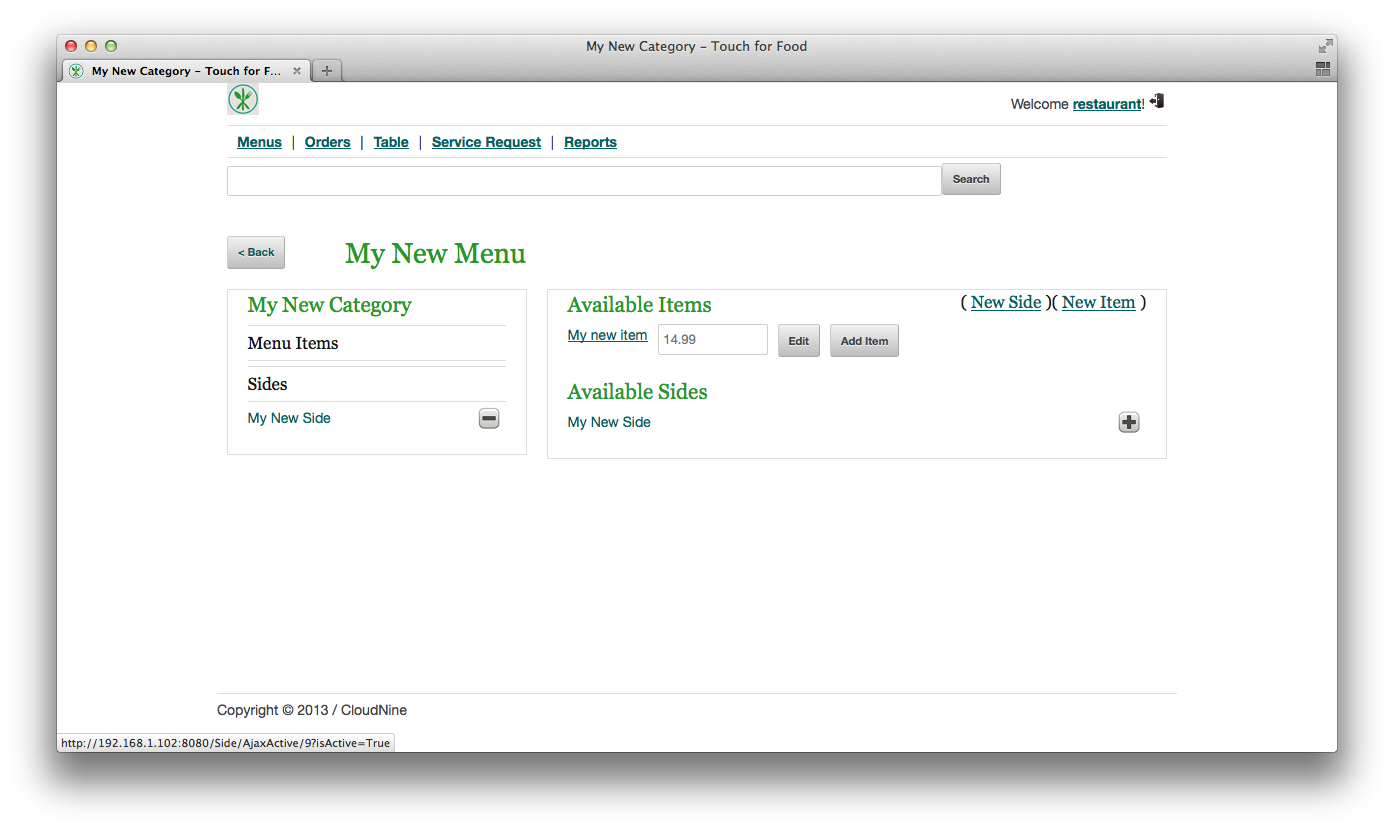 My New Category – Touch for Food
My New Category – Touch for F...
Welcome restaurant!
Menus | Orders | Table | Service Request | Reports
Search
< Back
My New Menu
My New Category
Menu Items
Sides
My New Side
Available Items
( New Side )( New Item )
My new item 14.99 Edit Add Item
Available Sides
My New Side
Copyright © 2013 / CloudNine
http://192.168.1.102:8080/Side/AjaxActive/9?isActive=True